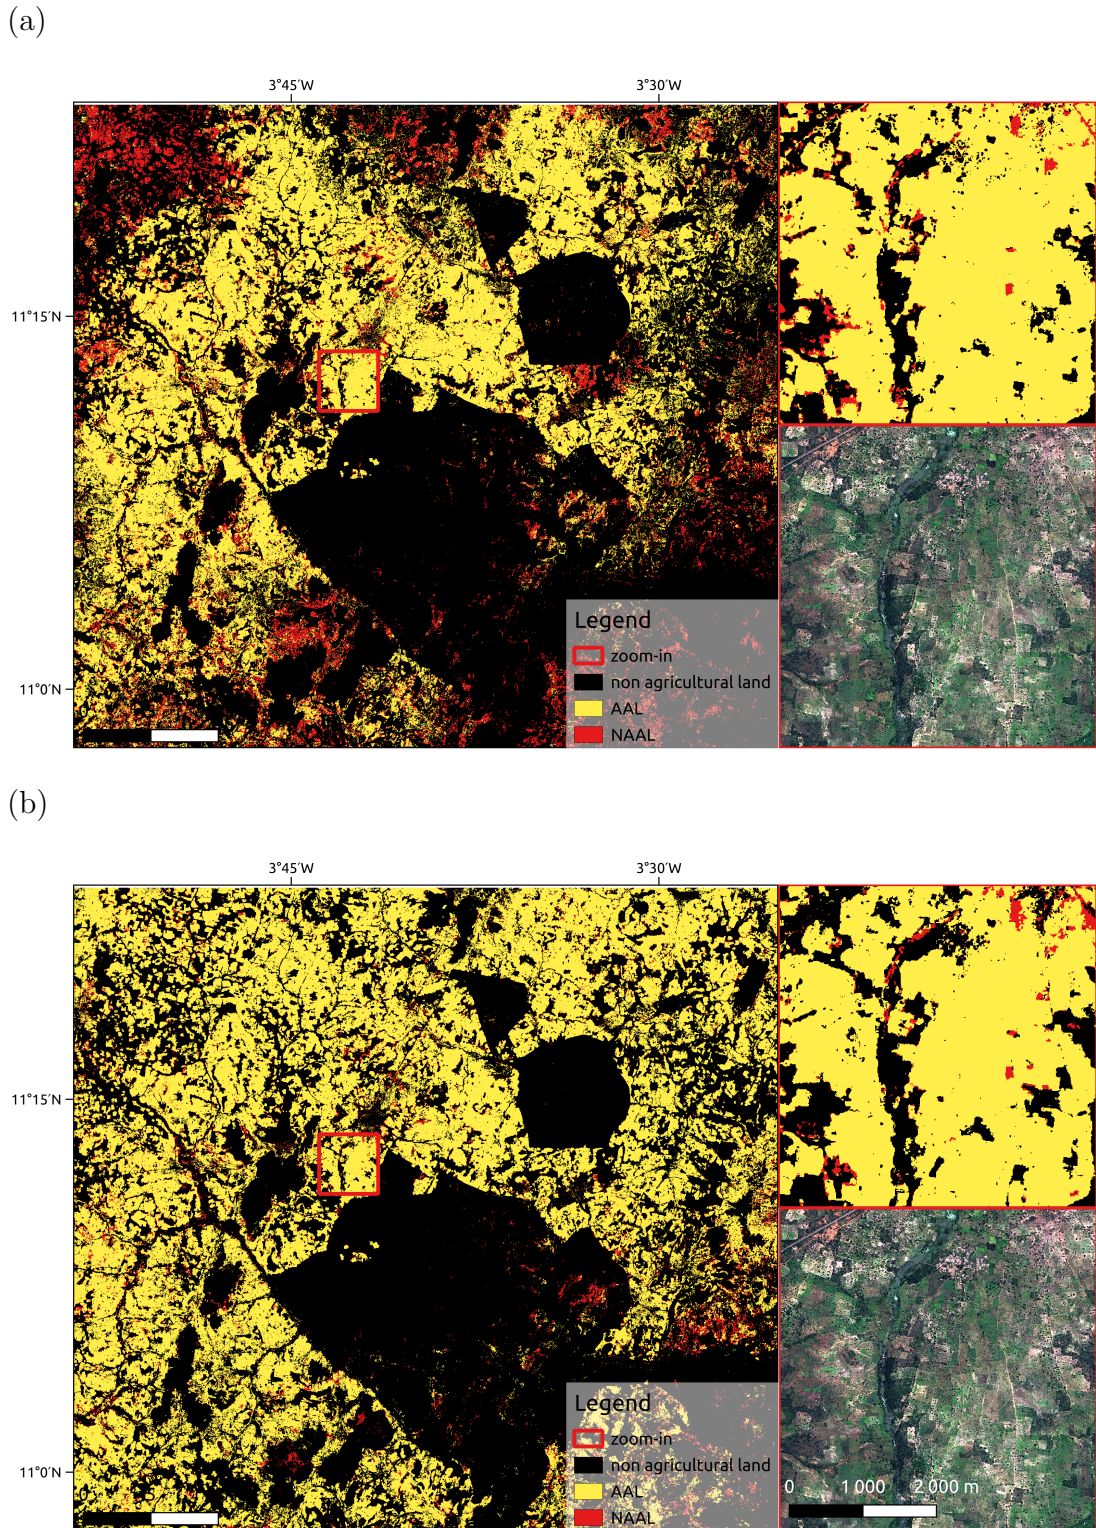 (a)
3°45'W 3°30'W
11°15'N
11°0'N
Legend
zoom-in
non agricultural land
AAL
NAAL
(b)
3°45'W 3°30'W
11°15'N
11°0'N
Legend
zoom-in
non agricultural land
AAL
NAAL
0 1 000 2 000 m